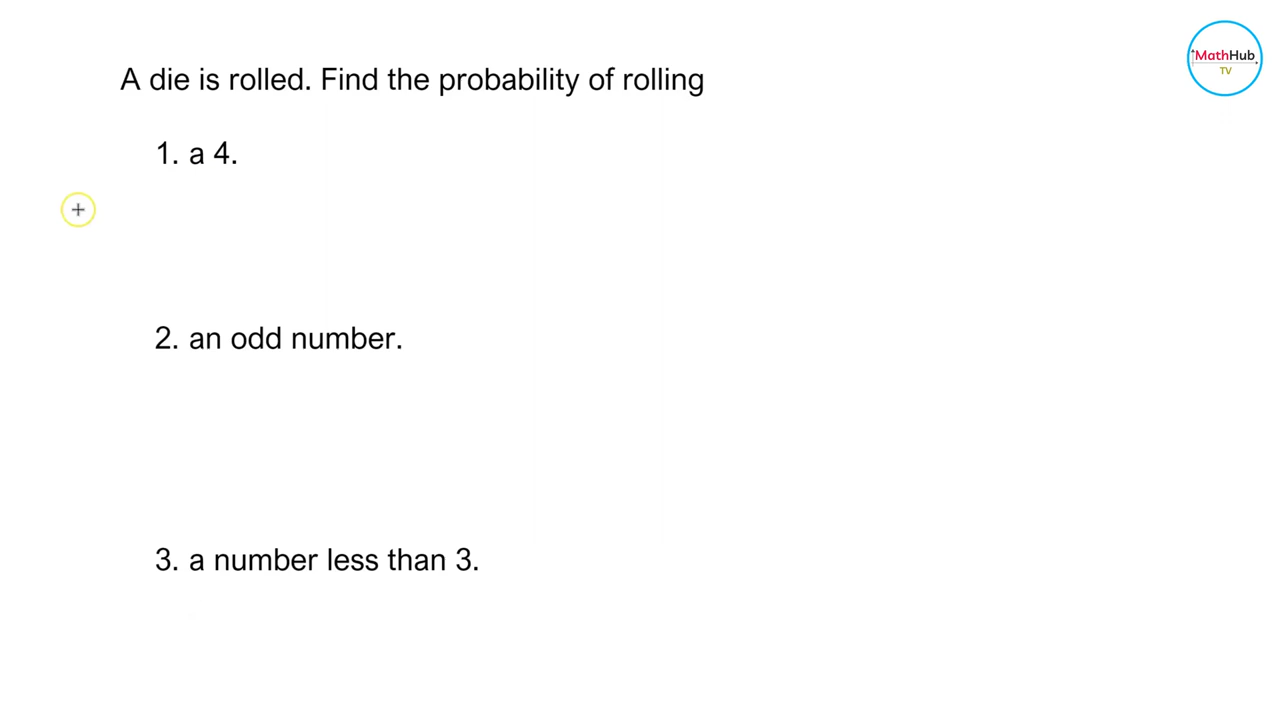 MathHub
TV
A die is rolled. Find the probability of rolling
1. a 4.
2. an odd number.
3. a number less than 3.